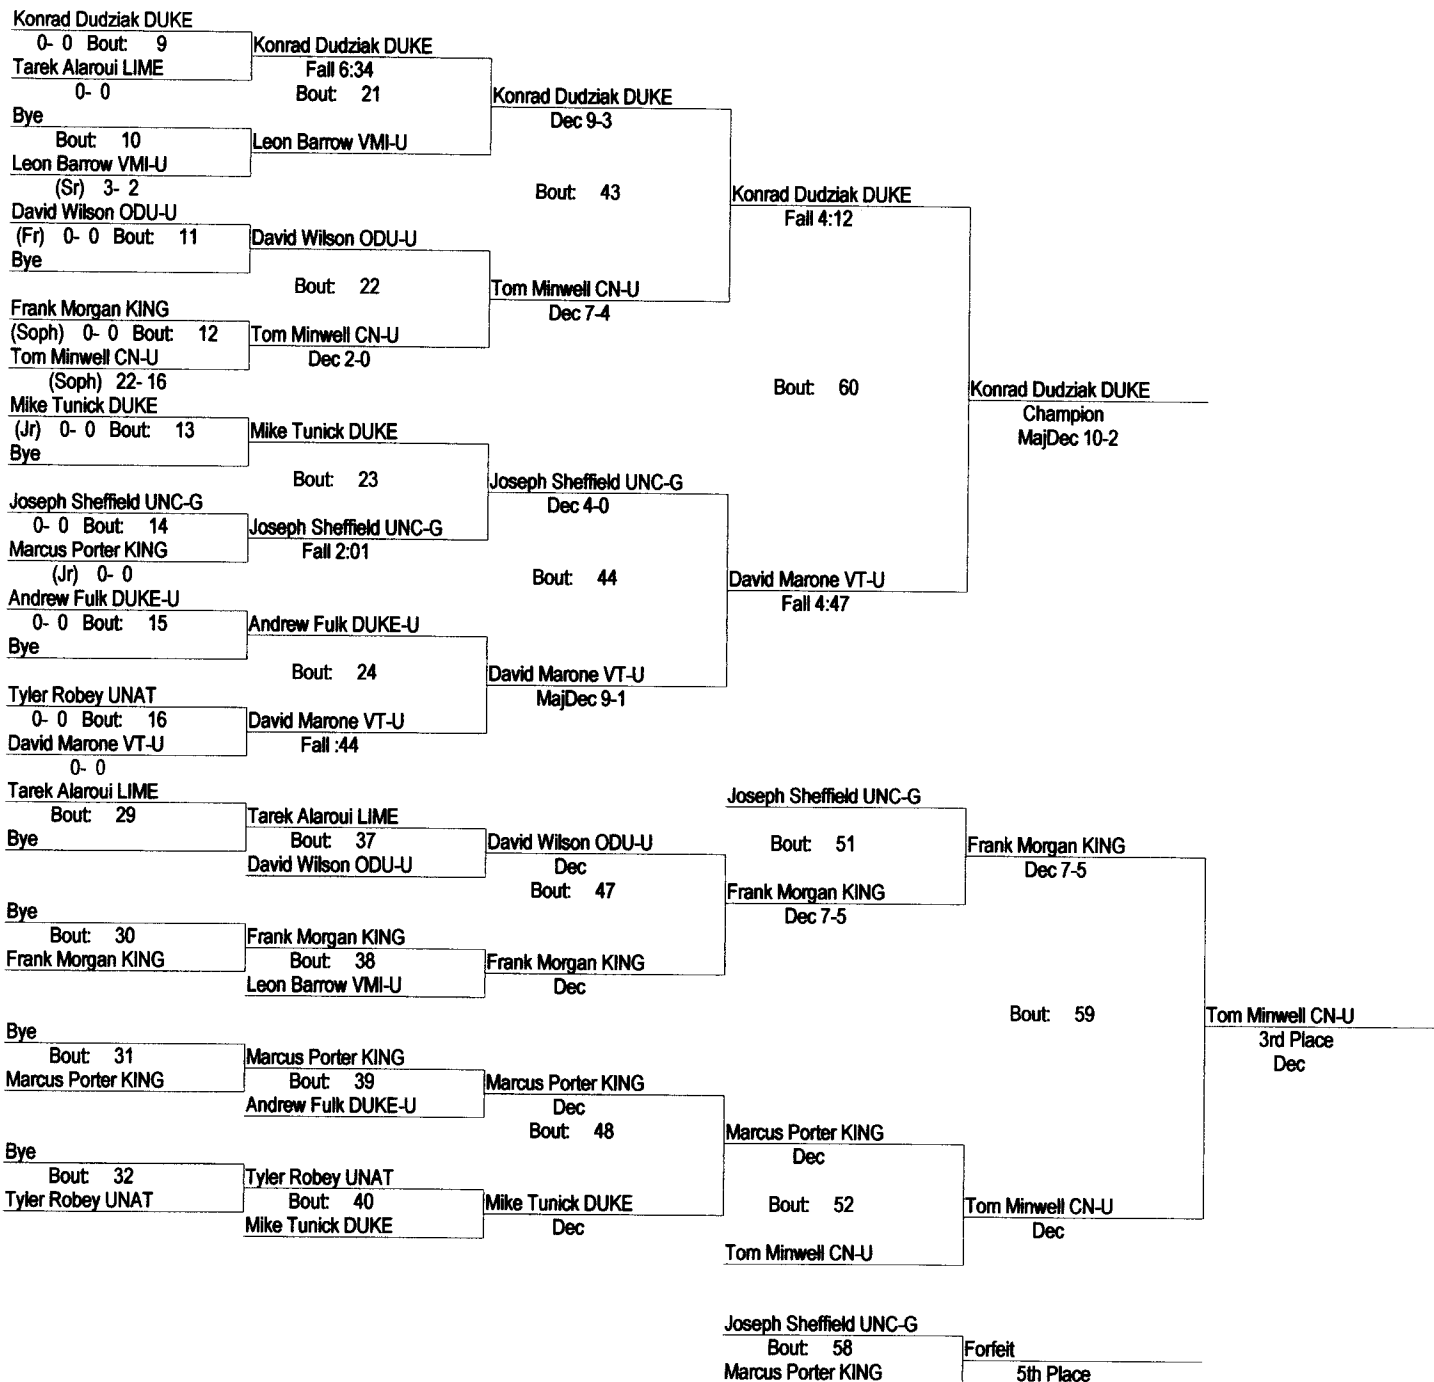 Konrad Dudziak DUKE
0- 0 Bout: 9
Tarek Alaroui LIME
0- 0
Bye
Bout: 10
Leon Barrow VMI-U
(Sr) 3- 2
David Wilson ODU-U
(Fr) 0- 0 Bout: 11
Bye
Frank Morgan KING
(Soph) 0- 0 Bout: 12
Tom Minwell CN-U
(Soph) 22- 16
Mike Tunick DUKE
(Jr) 0- 0 Bout: 13
Bye
Joseph Sheffield UNC-G
0- 0 Bout: 14
Marcus Porter KING
(Jr) 0- 0
Andrew Fulk DUKE-U
0- 0 Bout: 15
Bye
Tyler Robey UNAT
0- 0 Bout: 16
David Marone VT-U
0- 0
Konrad Dudziak DUKE
Fall 6:34
Bout: 21
Leon Barrow VMI-U
David Wilson ODU-U
Bout: 22
Tom Minwell CN-U
Dec 2-0
Mike Tunick DUKE
Bout: 23
Joseph Sheffield UNC-G
Fall 2:01
Andrew Fulk DUKE-U
Bout: 24
David Marone VT-U
Fall :44
Konrad Dudziak DUKE
Dec 9-3
Bout: 43
Tom Minwell CN-U
Dec 7-4
Joseph Sheffield UNC-G
Dec 4-0
Bout: 44
David Marone VT-U
MajDec 9-1
Konrad Dudziak DUKE
Fall 4:12
Bout: 60
David Marone VT-U
Fall 4:47
Konrad Dudziak DUKE
Champion
MajDec 10-2
Tarek Alaroui LIME
Bout: 29
Bye
Bye
Bout: 30
Frank Morgan KING
Bye
Bout: 31
Marcus Porter KING
Bye
Bout: 32
Tyler Robey UNAT
Tarek Alaroui LIME
Bout: 37
David Wilson ODU-U
Frank Morgan KING
Bout: 38
Leon Barrow VMI-U
Marcus Porter KING
Bout: 39
Andrew Fulk DUKE-U
Tyler Robey UNAT
Bout: 40
Mike Tunick DUKE
David Wilson ODU-U
Dec
Bout: 47
Frank Morgan KING
Dec
Marcus Porter KING
Dec
Bout: 48
Mike Tunick DUKE
Dec
Joseph Sheffield UNC-G
Bout: 51
Frank Morgan KING
Dec 7-5
Marcus Porter KING
Dec
Bout: 52
Tom Minwell CN-U
Frank Morgan KING
Dec 7-5
Bout: 59
Tom Minwell CN-U
Dec
Tom Minwell CN-U
3rd Place
Dec
Joseph Sheffield UNC-G
Bout: 58
Marcus Porter KING
Forfeit
5th Place